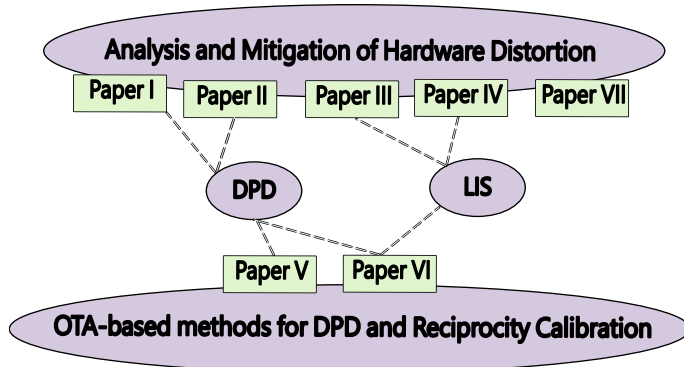 Analysis and Mitigation of Hardware Distortion
Paper I Paper II Paper III Paper IV Paper VII
DPD LIS
Paper V Paper VI
OTA-based methods for DPD and Reciprocity Calibration